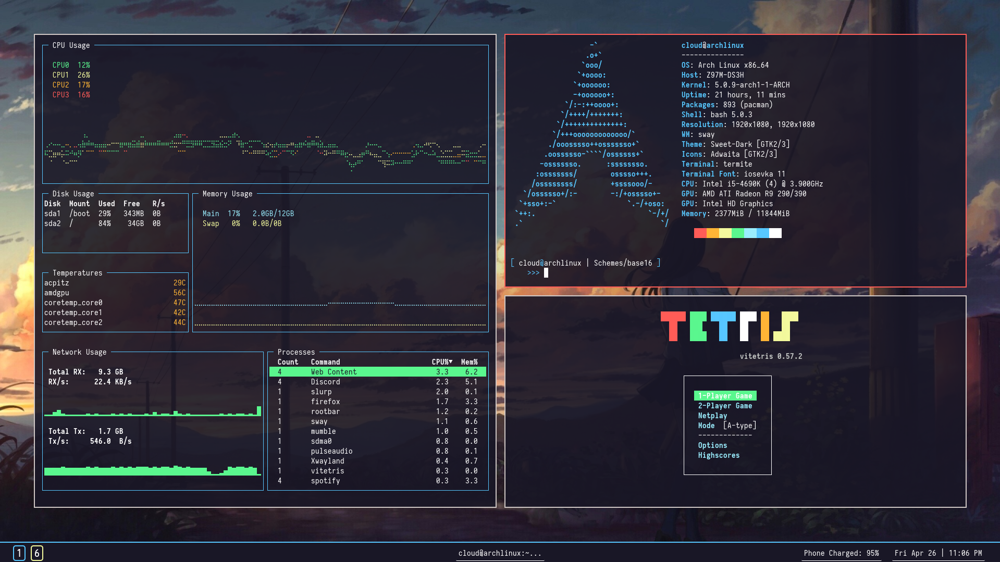 CPU Usage
CPU0 12%
CPU1 26%
CPU2 17%
CPU3 16%
Disk Usage
Disk Mount Used Free R/s
sda1 /boot 29% 343MB 0B
sda2 / 84% 34GB 0B
Memory Usage
Main 17% 2.0GB/12GB
Swap 0% 0.0B/0B
Temperatures
acpitz 29C
amdgpu 56C
coretemp_core0 47C
coretemp_core1 42C
coretemp_core2 44C
Network Usage
Total RX: 9.3 GB
RX/s: 22.4 KB/s
Total Tx: 1.7 GB
Tx/s: 546.0 B/s
Processes
Count Command CPU%▼ Mem%
4 Web Content 3.3 6.2
4 Discord 2.3 5.1
1 slurp 2.0 0.1
1 firefox 1.7 3.3
1 rootbar 1.2 0.2
1 sway 1.1 0.6
1 mumble 1.0 0.5
1 sdma0 0.8 0.0
1 pulseaudio 0.8 0.1
1 Xwayland 0.4 0.7
1 vitetris 0.3 0.0
4 spotify 0.3 3.3
-`
.o+`
`ooo/
`+oooo:
`+oooooo:
-+oooooo+:
`/:-:++oooo+:
`/++++/+++++++:
`/++++++++++++++:
`/+++ooooooooooooo/`
./ooosssso++osssssso+`
.oossssso-````/ossssss+`
-osssssso. :ssssssso.
:osssssss/ osssso+++.
/ossssssss/ +ssssooo/-
`/ossssso+/:- -:/+osssso+-
`+sso+:-` `.-/+oso:
`++:. `-/+/
.` `/
cloud@archlinux
---------------
OS: Arch Linux x86_64
Host: Z97M-DS3H
Kernel: 5.0.9-arch1-1-ARCH
Uptime: 21 hours, 11 mins
Packages: 893 (pacman)
Shell: bash 5.0.3
Resolution: 1920x1080, 1920x1080
WM: sway
Theme: Sweet-Dark [GTK2/3]
Icons: Adwaita [GTK2/3]
Terminal: termite
Terminal Font: iosevka 11
CPU: Intel i5-4690K (4) @ 3.900GHz
GPU: AMD ATI Radeon R9 290/390
GPU: Intel HD Graphics
Memory: 2377MiB / 11844MiB
[ cloud@archlinux | Schemes/base16 ]
>>>
TETRIS
vitetris 0.57.2
1-Player Game
2-Player Game
Netplay
Mode [A-type]
-------------
Options
Highscores
1 6
cloud@archlinux:~...
Phone Charged: 95%
Fri Apr 26 | 11:06 PM